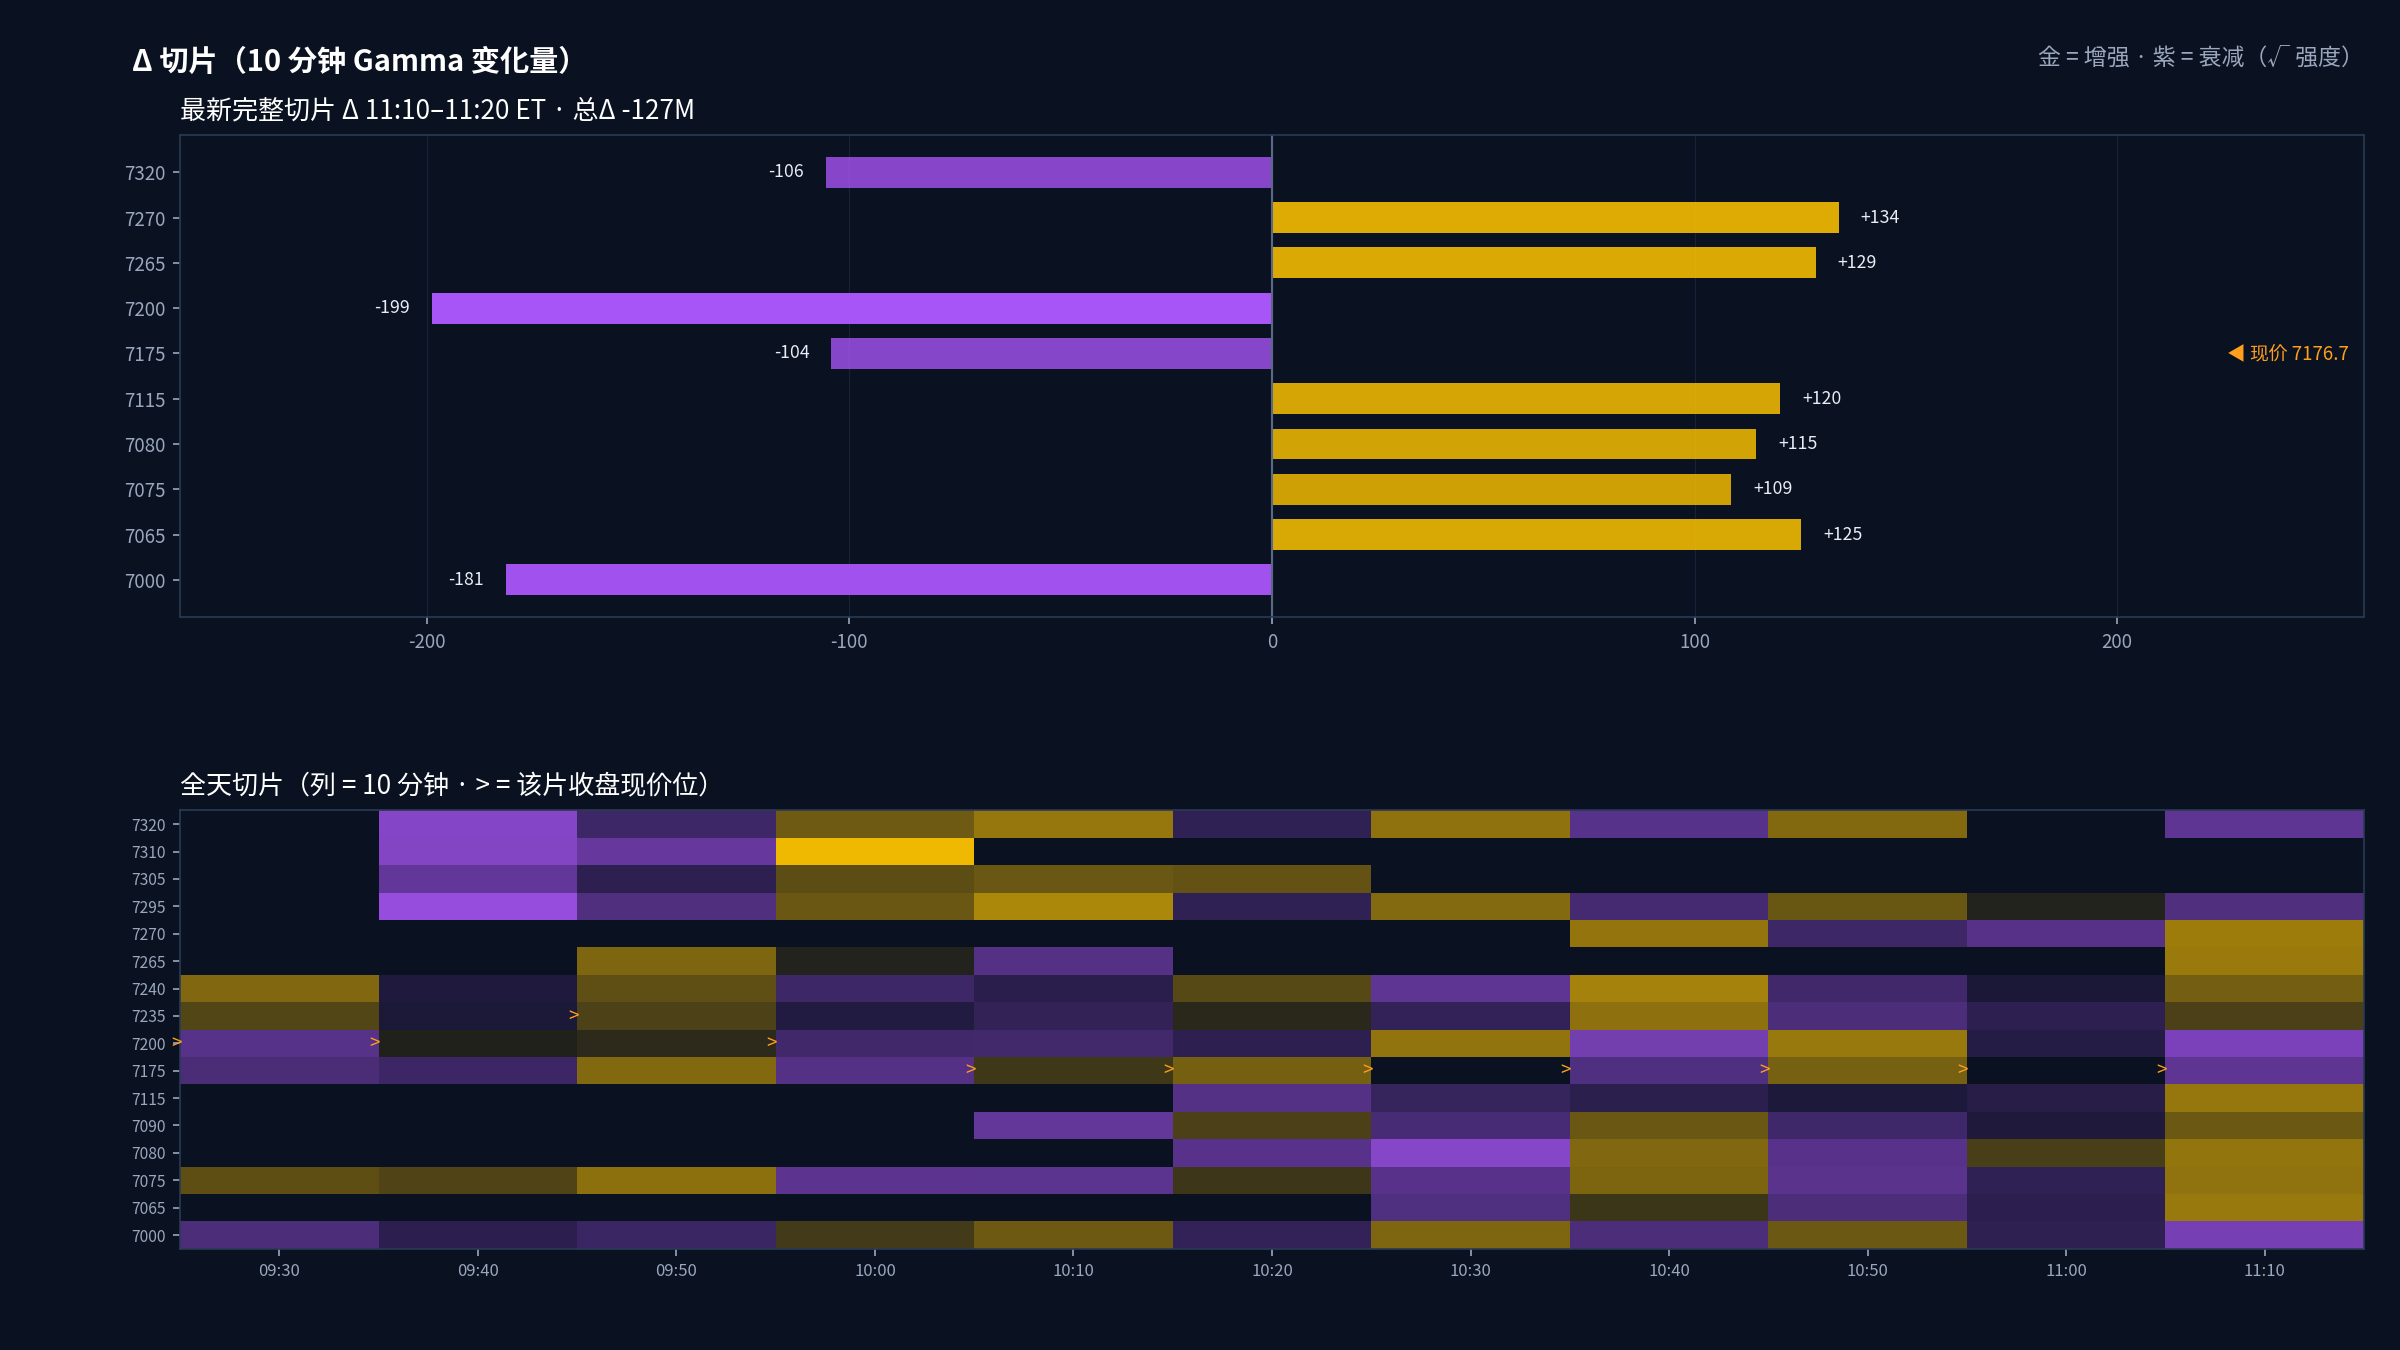 Δ 切片（10 分钟 Gamma 变化量）
金 = 增强 · 紫 = 衰减（√ 强度）
最新完整切片 Δ 11:10–11:20 ET · 总Δ -127M
7320 -106
7270 +134
7265 +129
7200 -199
7175 -104 ◀ 现价 7176.7
7115 +120
7080 +115
7075 +109
7065 +125
7000 -181
-200 -100 0 100 200
全天切片（列 = 10 分钟 · > = 该片收盘现价位）
7320
7310
7305
7295
7270
7265
7240
7235 >
7200 > > >
7175 > > > > > > >
7115
7090
7080
7075
7065
7000
09:30 09:40 09:50 10:00 10:10 10:20 10:30 10:40 10:50 11:00 11:10